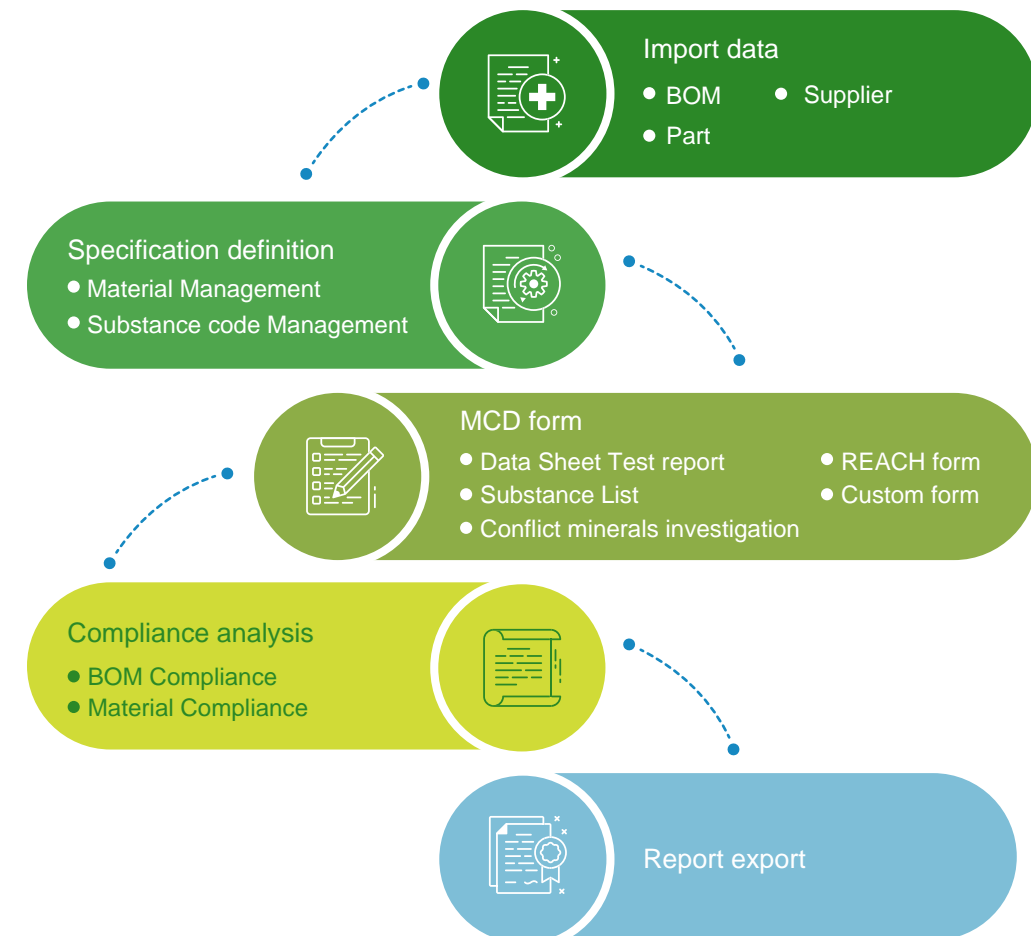 Import data
BOM
Supplier
Part
Specification definition
Material Management
Substance code Management
MCD form
Data Sheet Test report
REACH form
Substance List
Custom form
Conflict minerals investigation
Compliance analysis
BOM Compliance
Material Compliance
Report export